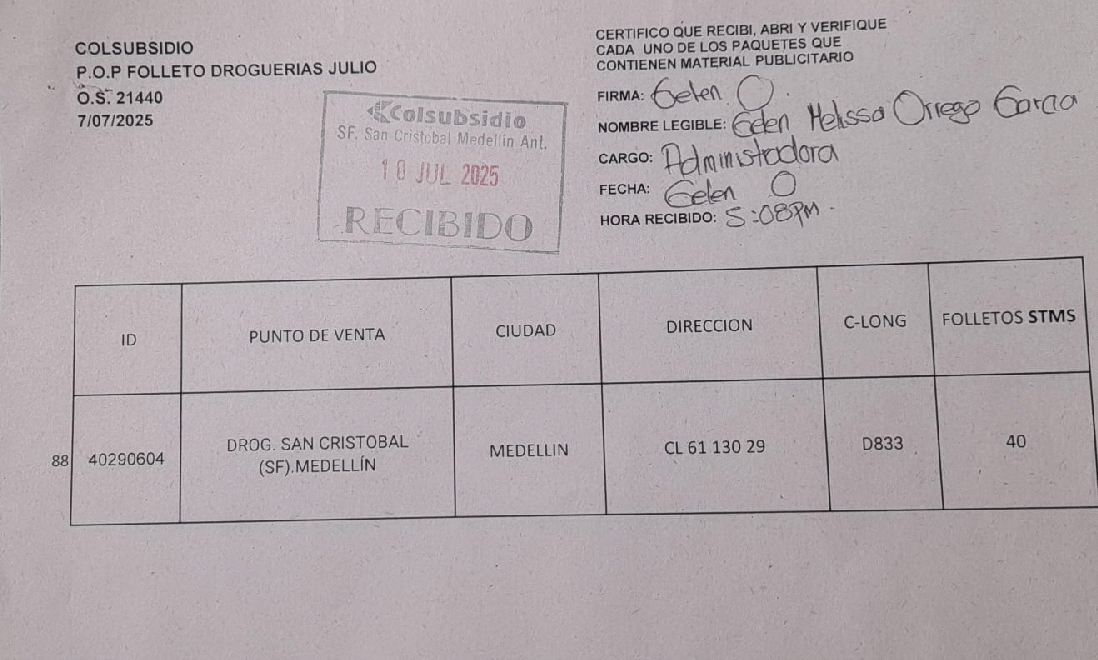 COLSUBSIDIO
P.O.P FOLLETO DROGUERIAS JULIO
O.S. 21440
7/07/2025
Colsubsidio
SF. San Cristobal Medellin Ant.
10 JUL 2025
RECIBIDO
CERTIFICO QUE RECIBI, ABRI Y VERIFIQUE
CADA UNO DE LOS PAQUETES QUE
CONTIENEN MATERIAL PUBLICITARIO
FIRMA: Gelen O.
NOMBRE LEGIBLE: Gelen Melissa Orrego Garcia
CARGO: Administradora
FECHA: Gelen O
HORA RECIBIDO: 5:08pm.
ID PUNTO DE VENTA CIUDAD DIRECCION C-LONG FOLLETOS STMS
88 40290604 DROG. SAN CRISTOBAL (SF).MEDELLÍN MEDELLIN CL 61 130 29 D833 40